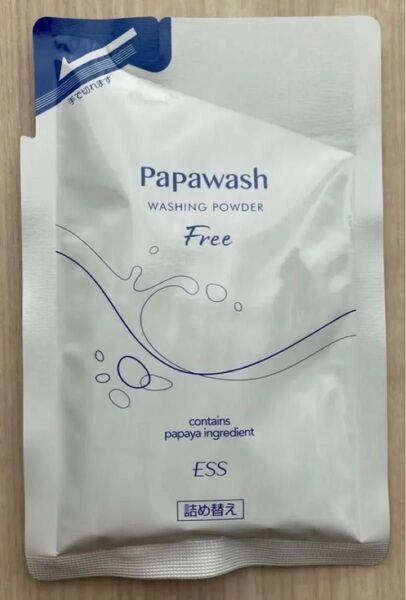 手で切れます
Papawash
WASHING POWDER
Free
contains
papaya ingredient
ESS
詰め替え